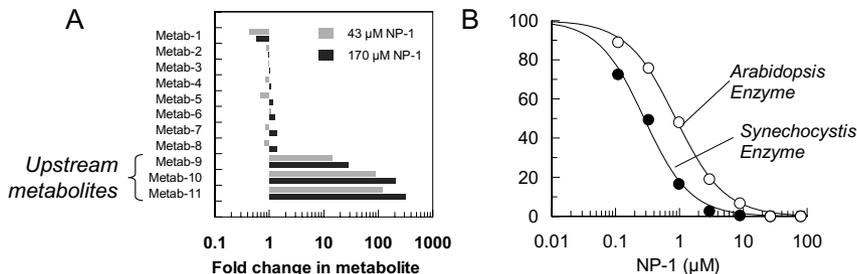 A
Metab-1
Metab-2
Metab-3
Metab-4
Metab-5
Metab-6
Metab-7
Metab-8
Metab-9
Metab-10
Metab-11
Upstream
metabolites
43 µM NP-1
170 µM NP-1
0.1 1 10 100 1000
Fold change in metabolite
B
100
80
60
40
20
0
Arabidopsis
Enzyme
Synechocystis
Enzyme
0.01 0.1 1 10 100
NP-1 (µM)